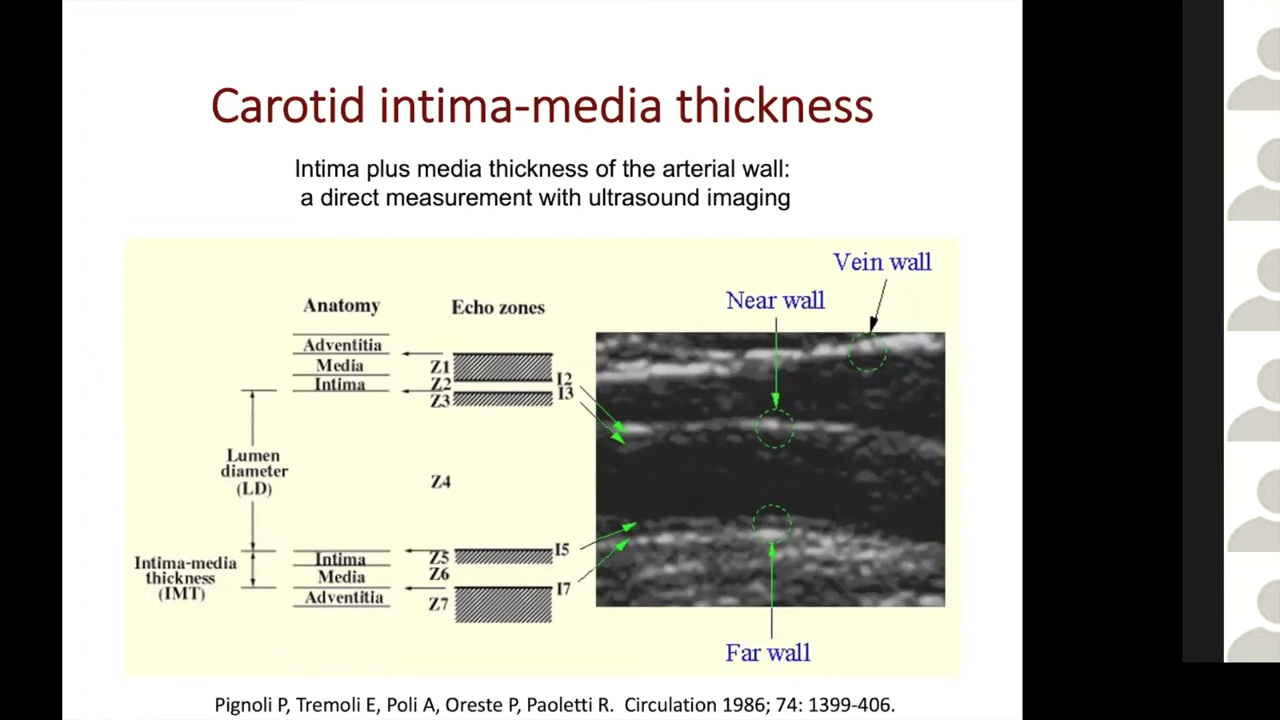 Carotid intima-media thickness
Intima plus media thickness of the arterial wall:
a direct measurement with ultrasound imaging
Vein wall
Near wall
Anatomy
Echo zones
Adventitia
Media
Intima
Z1
Z2
Z3
I2
I3
Lumen
diameter
(LD)
Z4
Intima-media
thickness
(IMT)
Intima
Media
Adventitia
Z5
Z6
Z7
I5
I7
Far wall
Pignoli P, Tremoli E, Poli A, Oreste P, Paoletti R. Circulation 1986; 74: 1399-406.